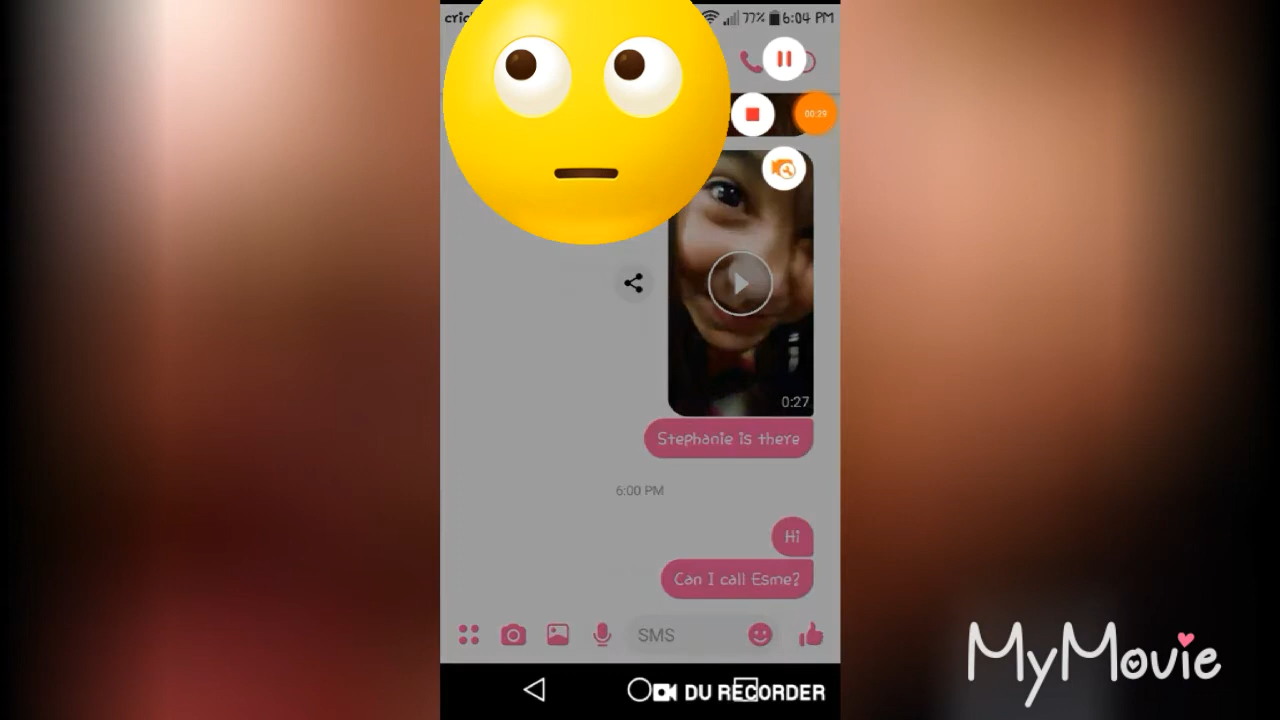 77% 6:04 PM
00:29
0:27
Stephanie is there
6:00 PM
Hi
Can I call Esme?
SMS
DU RECORDER
MyMovie